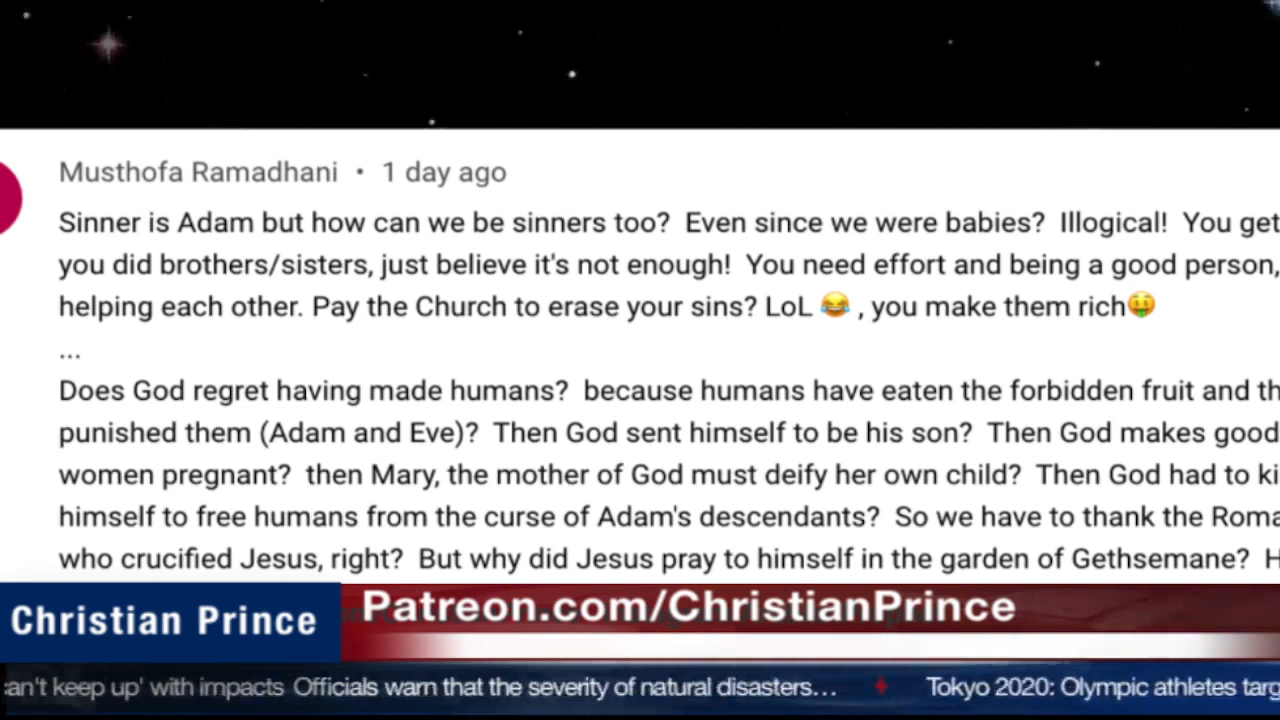 Musthofa Ramadhani • 1 day ago
Sinner is Adam but how can we be sinners too? Even since we were babies? Illogical! You get
you did brothers/sisters, just believe it's not enough! You need effort and being a good person,
helping each other. Pay the Church to erase your sins? LoL 😂 , you make them rich🤑
...
Does God regret having made humans? because humans have eaten the forbidden fruit and th
punished them (Adam and Eve)? Then God sent himself to be his son? Then God makes good
women pregnant? then Mary, the mother of God must deify her own child? Then God had to ki
himself to free humans from the curse of Adam's descendants? So we have to thank the Roma
who crucified Jesus, right? But why did Jesus pray to himself in the garden of Gethsemane? H
Christian Prince
Patreon.com/ChristianPrince
an't keep up' with impacts Officials warn that the severity of natural disasters... Tokyo 2020: Olympic athletes targ